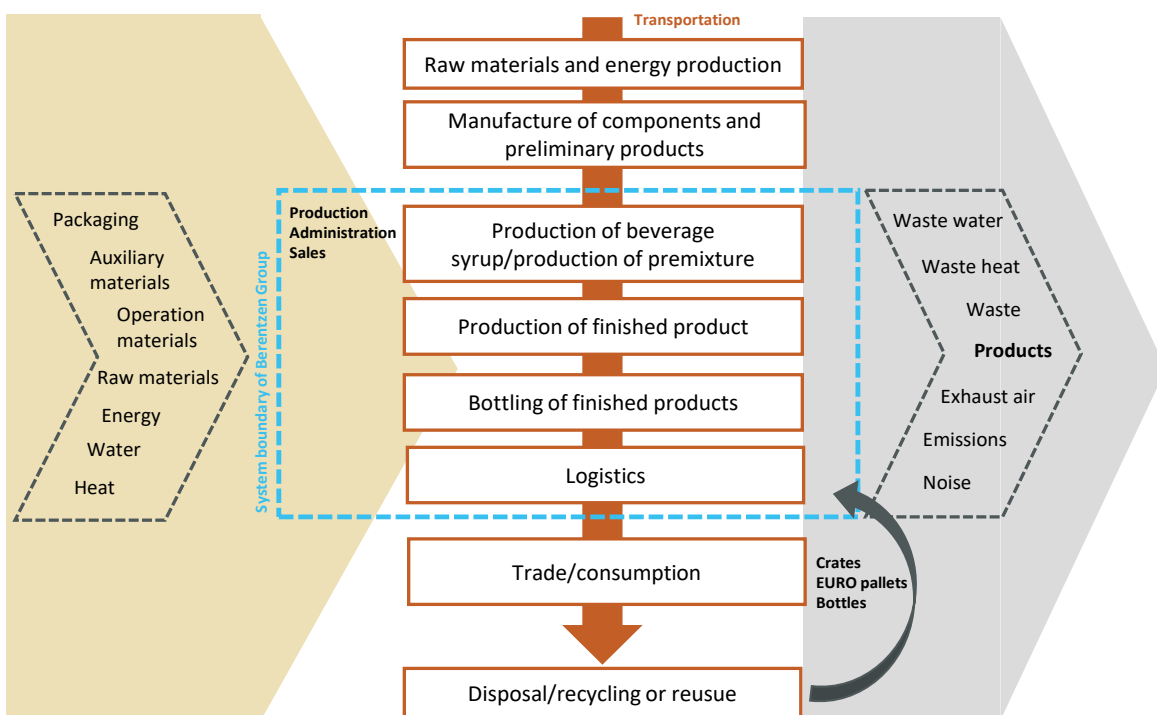 Transportation
Raw materials and energy production
Manufacture of components and
preliminary products
Packaging
Auxiliary
materials
Operation
materials
Raw materials
Energy
Water
Heat
System boundary of Berentzen Group
Production
Administration
Sales
Production of beverage
syrup/production of premixture
Production of finished product
Bottling of finished products
Logistics
Waste water
Waste heat
Waste
Products
Exhaust air
Emissions
Noise
Trade/consumption
Crates
EURO pallets
Bottles
Disposal/recycling or reusue